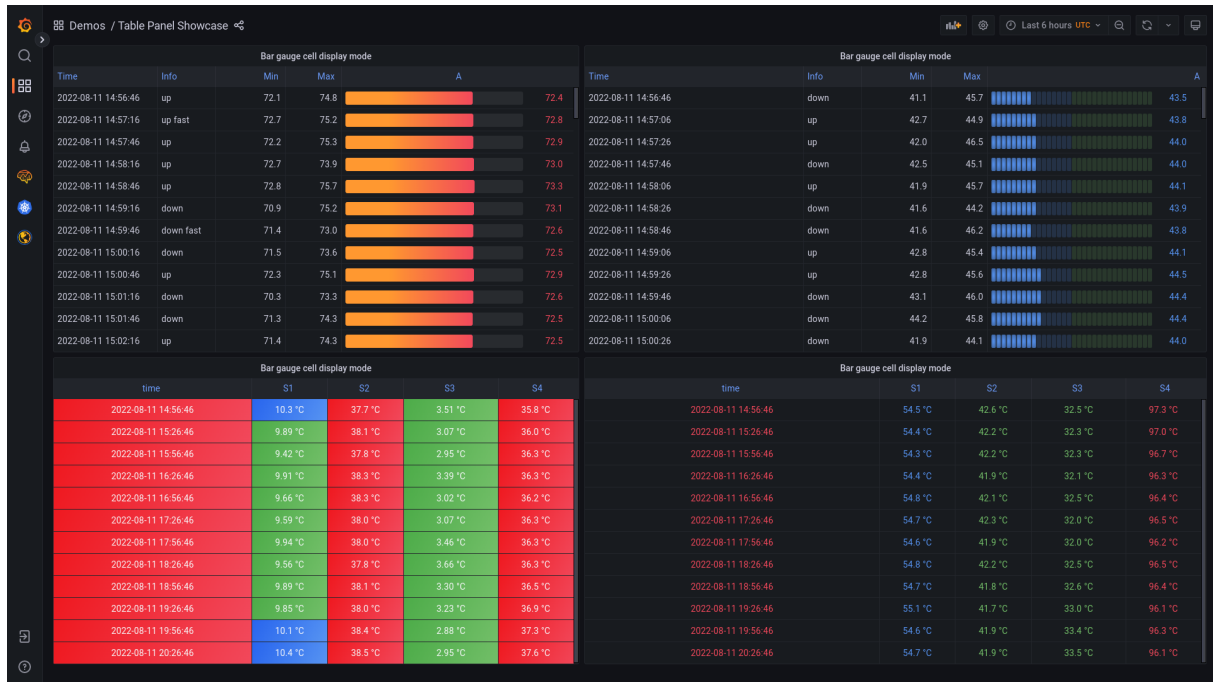 Demos / Table Panel Showcase
Last 6 hours UTC
Bar gauge cell display mode
Time Info Min Max A
2022-08-11 14:56:46 up 72.1 74.8 72.4
2022-08-11 14:57:16 up fast 72.7 75.2 72.8
2022-08-11 14:57:46 up 72.2 75.3 72.9
2022-08-11 14:58:16 up 72.7 73.9 73.0
2022-08-11 14:58:46 up 72.8 75.7 73.3
2022-08-11 14:59:16 down 70.9 75.2 73.1
2022-08-11 14:59:46 down fast 71.4 73.0 72.6
2022-08-11 15:00:16 down 71.5 73.6 72.5
2022-08-11 15:00:46 up 72.3 75.1 72.9
2022-08-11 15:01:16 down 70.3 73.3 72.6
2022-08-11 15:01:46 down 71.3 74.3 72.5
2022-08-11 15:02:16 up 71.4 74.3 72.5
Bar gauge cell display mode
Time Info Min Max A
2022-08-11 14:56:46 down 41.1 45.7 43.5
2022-08-11 14:57:06 up 42.7 44.9 43.8
2022-08-11 14:57:26 up 42.0 46.5 44.0
2022-08-11 14:57:46 down 42.5 45.1 44.0
2022-08-11 14:58:06 up 41.9 45.7 44.1
2022-08-11 14:58:26 down 41.6 44.2 43.9
2022-08-11 14:58:46 down 41.6 46.2 43.8
2022-08-11 14:59:06 up 42.8 45.4 44.1
2022-08-11 14:59:26 up 42.8 45.6 44.5
2022-08-11 14:59:46 down 43.1 46.0 44.4
2022-08-11 15:00:06 down 44.2 45.8 44.4
2022-08-11 15:00:26 down 41.9 44.1 44.0
Bar gauge cell display mode
time S1 S2 S3 S4
2022-08-11 14:56:46 10.3 °C 37.7 °C 3.51 °C 35.8 °C
2022-08-11 15:26:46 9.89 °C 38.1 °C 3.07 °C 36.0 °C
2022-08-11 15:56:46 9.42 °C 37.8 °C 2.95 °C 36.3 °C
2022-08-11 16:26:46 9.91 °C 38.3 °C 3.39 °C 36.3 °C
2022-08-11 16:56:46 9.66 °C 38.3 °C 3.02 °C 36.2 °C
2022-08-11 17:26:46 9.59 °C 38.0 °C 3.07 °C 36.3 °C
2022-08-11 17:56:46 9.94 °C 38.0 °C 3.46 °C 36.3 °C
2022-08-11 18:26:46 9.56 °C 37.8 °C 3.66 °C 36.3 °C
2022-08-11 18:56:46 9.89 °C 38.1 °C 3.30 °C 36.5 °C
2022-08-11 19:26:46 9.85 °C 38.0 °C 3.23 °C 36.9 °C
2022-08-11 19:56:46 10.1 °C 38.4 °C 2.88 °C 37.3 °C
2022-08-11 20:26:46 10.4 °C 38.5 °C 2.95 °C 37.6 °C
Bar gauge cell display mode
time S1 S2 S3 S4
2022-08-11 14:56:46 54.5 °C 42.6 °C 32.5 °C 97.3 °C
2022-08-11 15:26:46 54.4 °C 42.2 °C 32.3 °C 97.0 °C
2022-08-11 15:56:46 54.3 °C 42.2 °C 32.3 °C 96.7 °C
2022-08-11 16:26:46 54.4 °C 41.9 °C 32.1 °C 96.3 °C
2022-08-11 16:56:46 54.8 °C 42.1 °C 32.5 °C 96.4 °C
2022-08-11 17:26:46 54.7 °C 42.3 °C 32.0 °C 96.5 °C
2022-08-11 17:56:46 54.6 °C 41.9 °C 32.0 °C 96.2 °C
2022-08-11 18:26:46 54.8 °C 42.2 °C 32.5 °C 96.5 °C
2022-08-11 18:56:46 54.7 °C 41.8 °C 32.6 °C 96.4 °C
2022-08-11 19:26:46 55.1 °C 41.7 °C 33.0 °C 96.1 °C
2022-08-11 19:56:46 54.6 °C 41.9 °C 33.4 °C 96.3 °C
2022-08-11 20:26:46 54.7 °C 41.9 °C 33.5 °C 96.1 °C